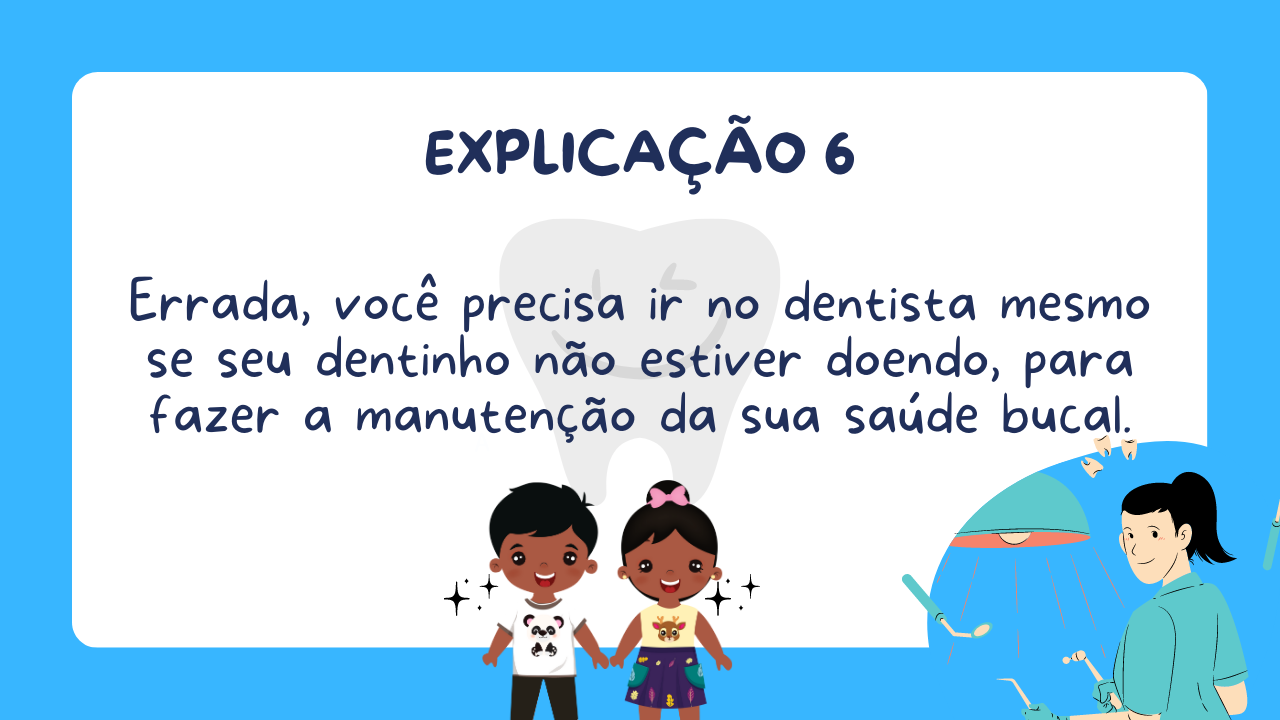 EXPLICAÇÃO 6
Errada, você precisa ir no dentista mesmo
se seu dentinho não estiver doendo, para
fazer a manutenção da sua saúde bucal.